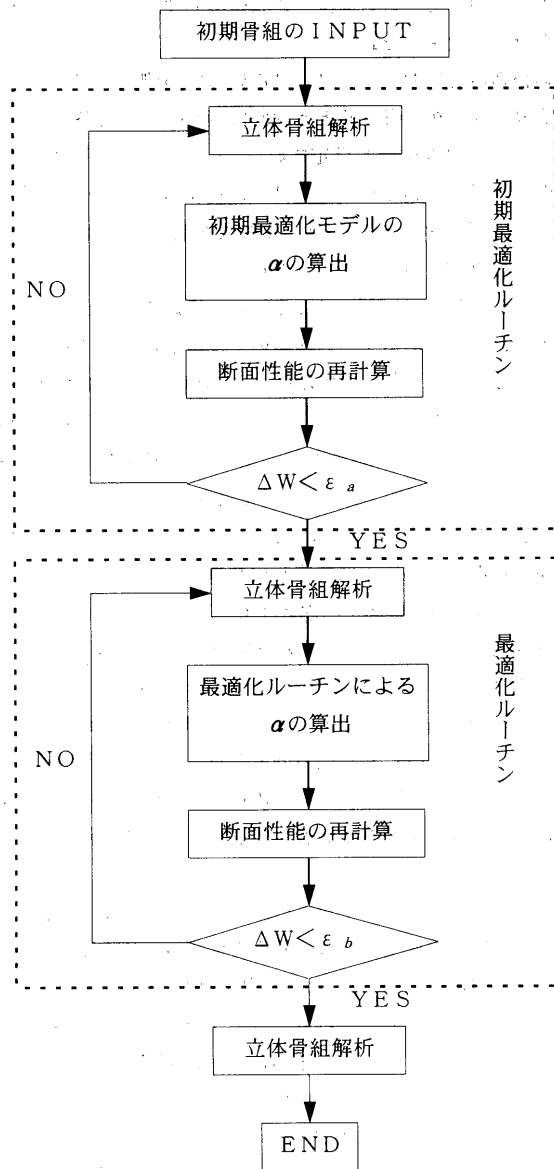 初期骨組のＩＮＰＵＴ
立体骨組解析
初期最適化モデルの
αの算出
初期最適化ルーチン
ＮＯ
断面性能の再計算
ΔＷ＜ε a
ＹＥＳ
立体骨組解析
最適化ルーチンによる
αの算出
最適化ルーチン
ＮＯ
断面性能の再計算
ΔＷ＜ε b
ＹＥＳ
立体骨組解析
ＥＮＤ